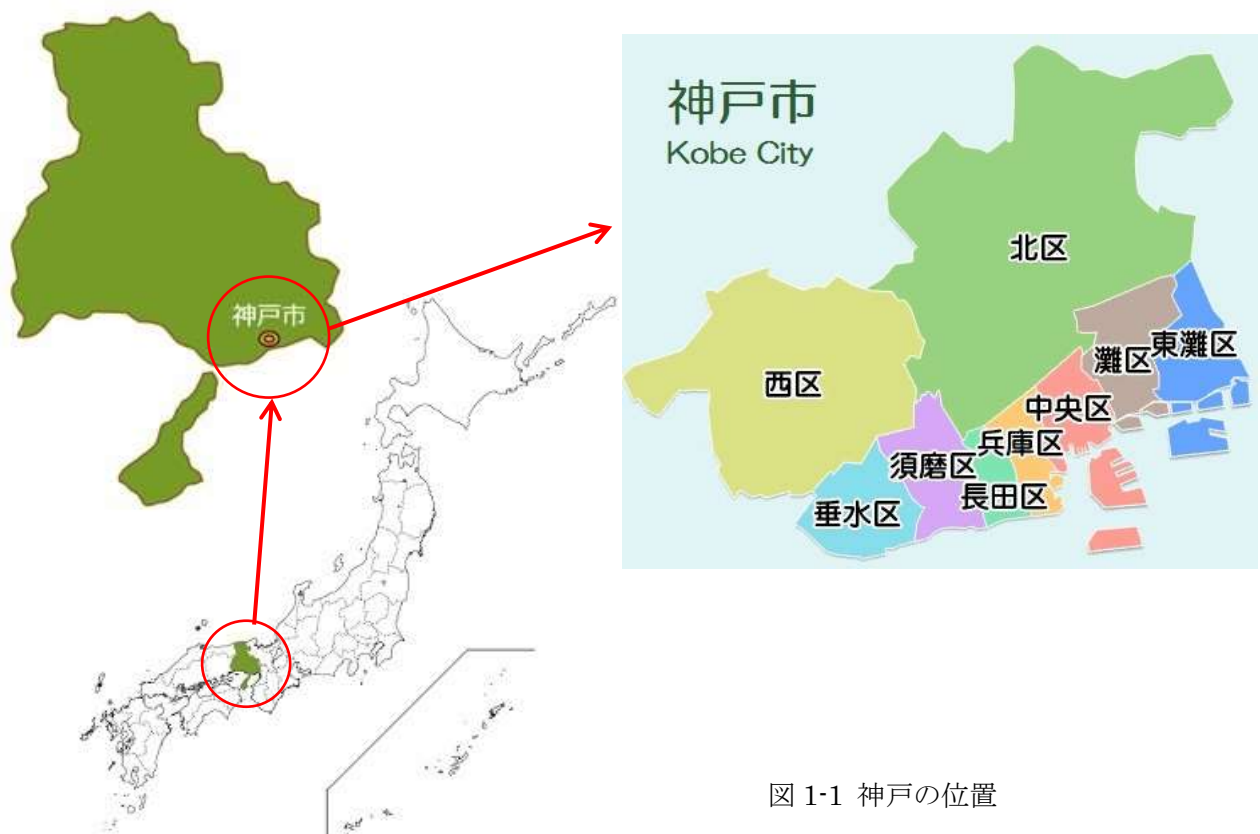 神戸市
神戸市
Kobe City
北区
西区
灘区
東灘区
中央区
兵庫区
須磨区
長田区
垂水区
図 1-1 神戸の位置